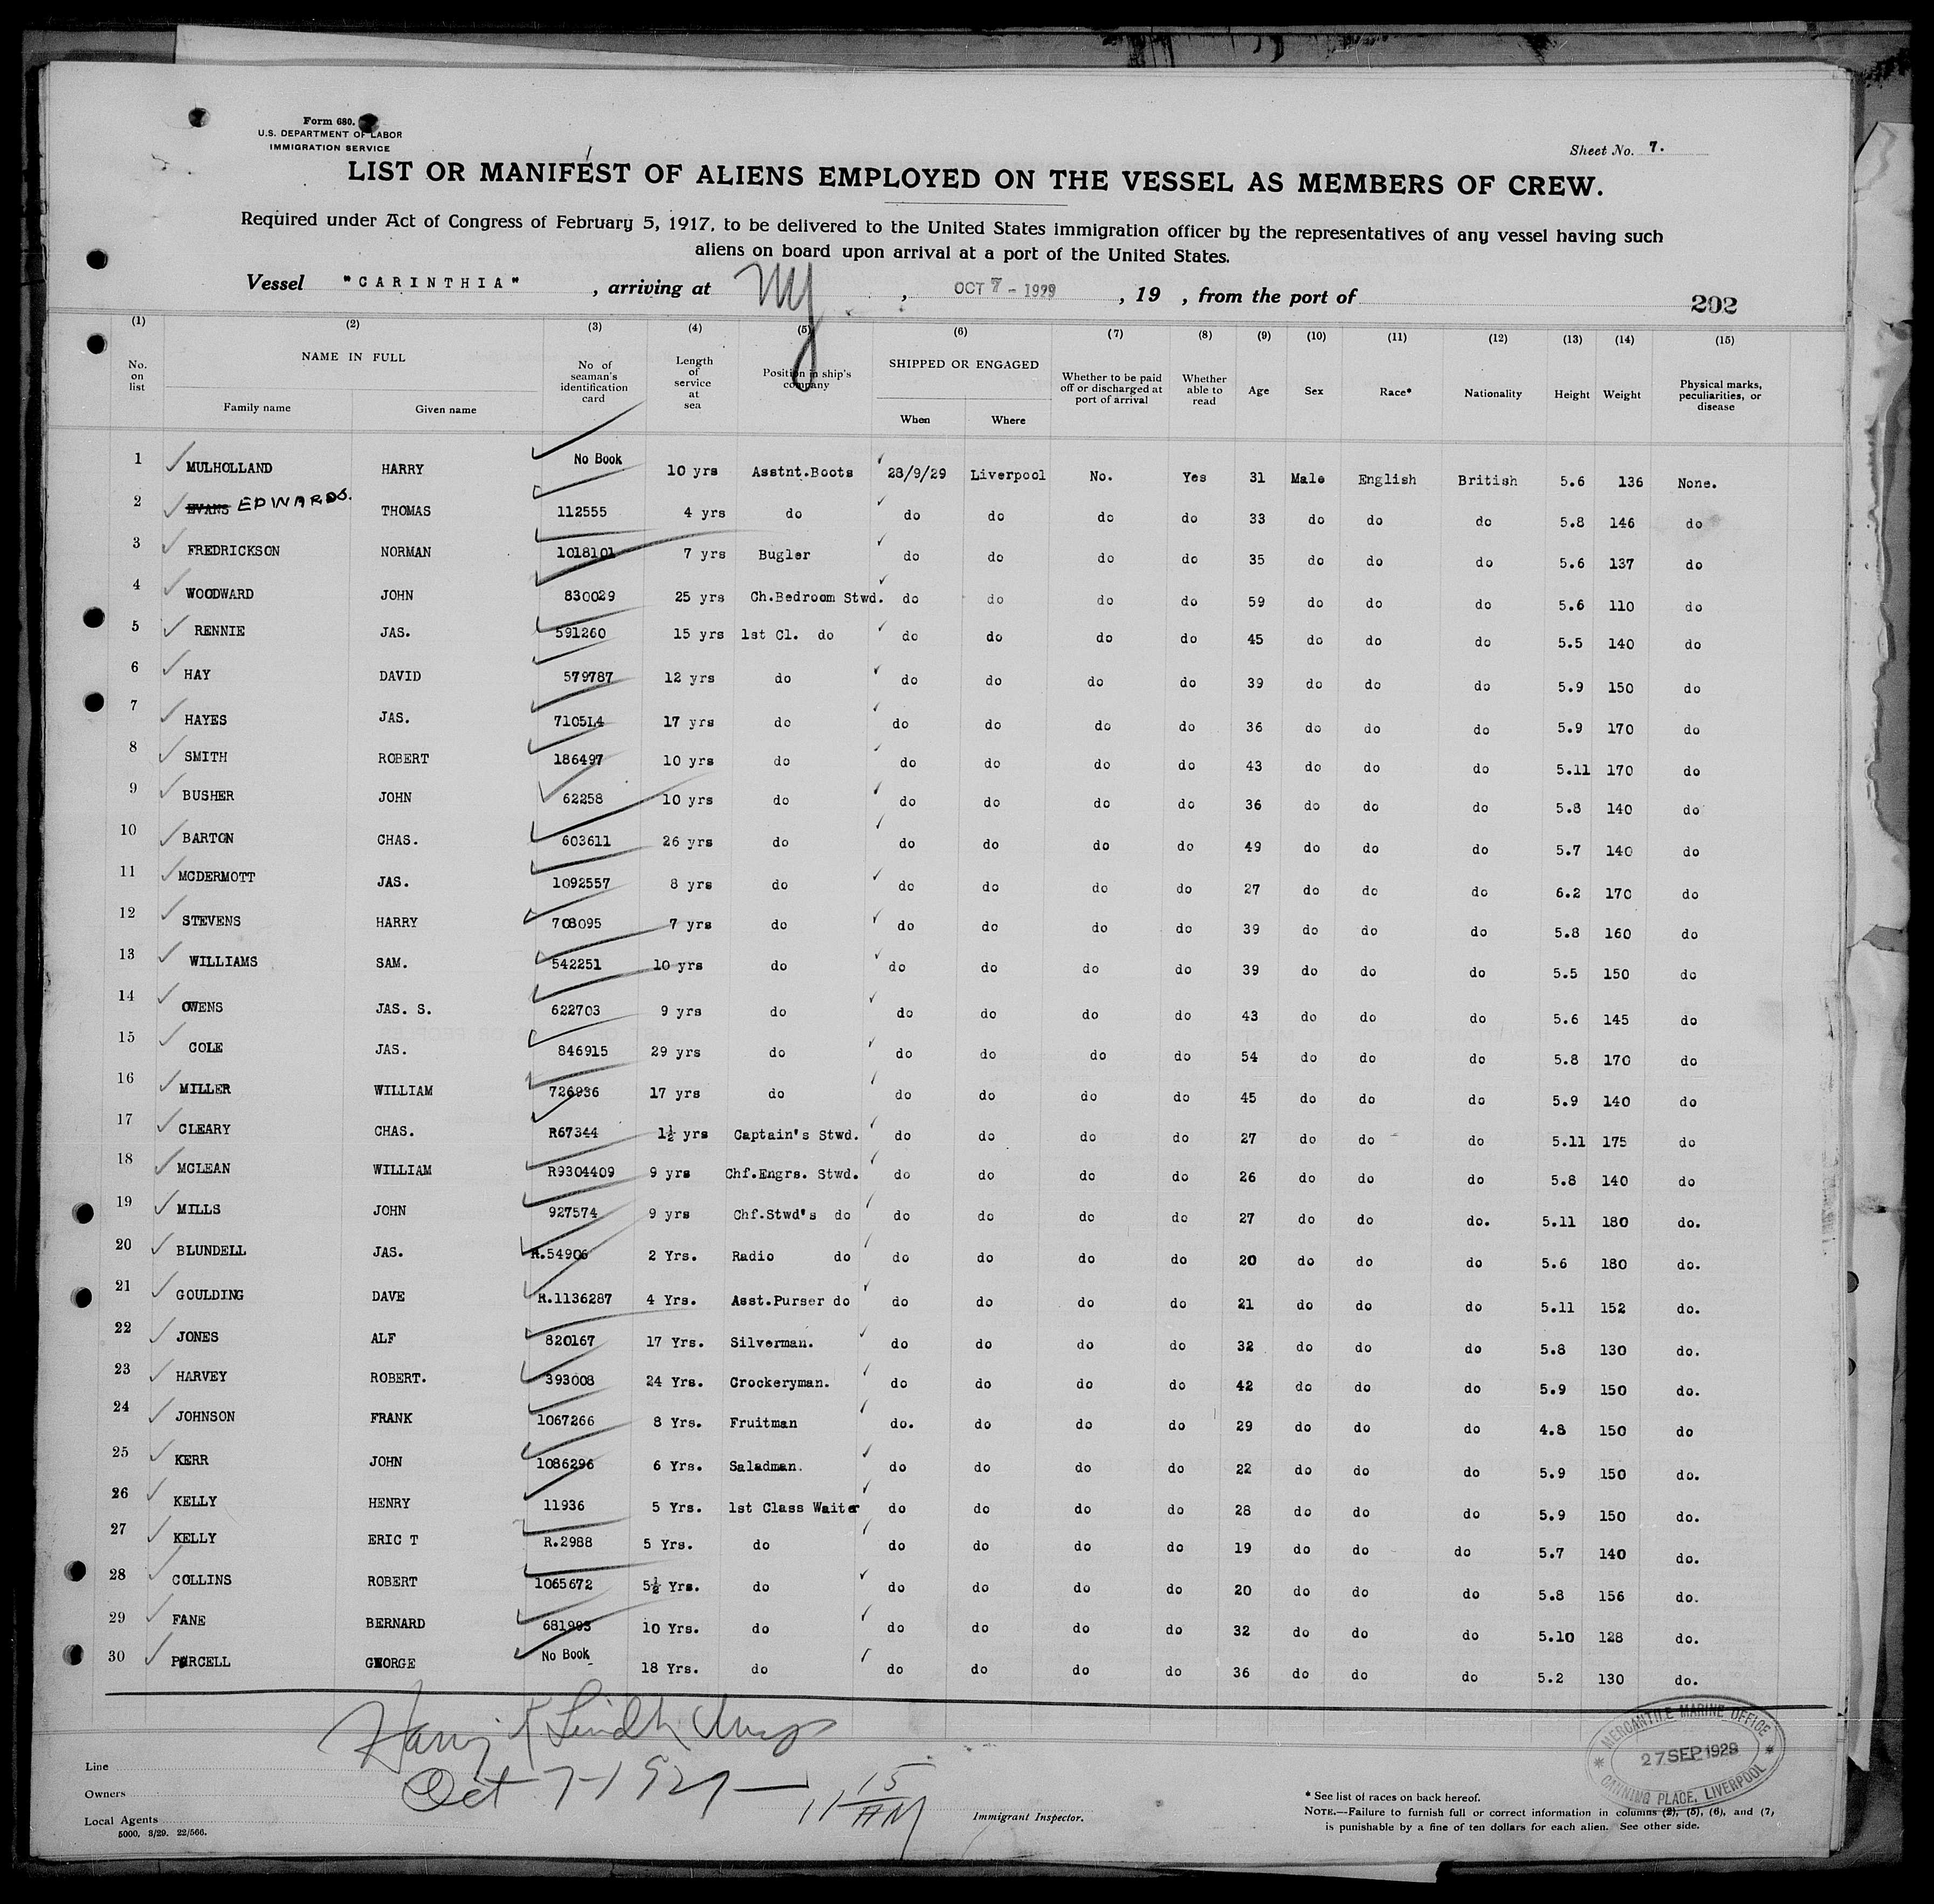 Form 680.
U.S. DEPARTMENT OF LABOR
IMMIGRATION SERVICE
Sheet No. 7.
LIST OR MANIFEST OF ALIENS EMPLOYED ON THE VESSEL AS MEMBERS OF CREW.
Required under Act of Congress of February 5, 1917, to be delivered to the United States immigration officer by the representatives of any vessel having such
aliens on board upon arrival at a port of the United States.
Vessel "CARINTHIA" , arriving at NY , OCT 7 - 1929 , 19 , from the port of 202
(1) (2) (3) (4) (5) (6) (7) (8) (9) (10) (11) (12) (13) (14) (15)
No. on list NAME IN FULL Family name Given name No of seaman's identification card Length of service at sea Position in ship's company SHIPPED OR ENGAGED When Where Whether to be paid off or discharged at port of arrival Whether able to read Age Sex Race* Nationality Height Weight Physical marks, peculiarities, or disease
1 MULHOLLAND HARRY No Book 10 yrs Asstnt.Boots 28/9/29 Liverpool No. Yes 31 Male English British 5.6 136 None.
2 EVANS EDWARDS. THOMAS 112555 4 yrs do do do do do 33 do do do 5.8 146 do
3 FREDRICKSON NORMAN 1018101 7 yrs Bugler do do do do 35 do do do 5.6 137 do
4 WOODWARD JOHN 830029 25 yrs Ch.Bedroom Stwd. do do do do 59 do do do 5.6 110 do
5 RENNIE JAS. 591260 15 yrs 1st Cl. do do do do do 45 do do do 5.5 140 do
6 HAY DAVID 579787 12 yrs do do do do do 39 do do do 5.9 150 do
7 HAYES JAS. 710514 17 yrs do do do do do 36 do do do 5.9 170 do
8 SMITH ROBERT 186497 10 yrs do do do do do 43 do do do 5.11 170 do
9 BUSHER JOHN 62258 10 yrs do do do do do 36 do do do 5.8 140 do
10 BARTON CHAS. 603611 26 yrs do do do do do 49 do do do 5.7 140 do
11 MCDERMOTT JAS. 1092557 8 yrs do do do do do 27 do do do 6.2 170 do
12 STEVENS HARRY 708095 7 yrs do do do do do 39 do do do 5.8 160 do
13 WILLIAMS SAM. 542251 10 yrs do do do do do 39 do do do 5.5 150 do
14 OWENS JAS. S. 622703 9 yrs do do do do do 43 do do do 5.6 145 do
15 COLE JAS. 846915 29 yrs do do do do do 54 do do do 5.8 170 do
16 MILLER WILLIAM 726936 17 yrs do do do do do 45 do do do 5.9 140 do
17 CLEARY CHAS. R67344 1½ yrs Captain's Stwd. do do do do 27 do do do 5.11 175 do
18 MCLEAN WILLIAM R9304409 9 yrs Chf.Engrs. Stwd. do do do do 26 do do do 5.8 140 do
19 MILLS JOHN 927574 9 yrs Chf.Stwd's do do do do do 27 do do do. 5.11 180 do.
20 BLUNDELL JAS. R.54906 2 Yrs. Radio do do do do do 20 do do do 5.6 180 do.
21 GOULDING DAVE R.1136287 4 Yrs. Asst.Purser do do do do do 21 do do do 5.11 152 do.
22 JONES ALF 820167 17 Yrs. Silverman. do do do do 32 do do do 5.8 130 do.
23 HARVEY ROBERT. 393008 24 Yrs. Crockeryman. do do do do 42 do do do 5.9 150 do.
24 JOHNSON FRANK 1067266 8 Yrs. Fruitman do. do do do 29 do do do 4.8 150 do
25 KERR JOHN 1086296 6 Yrs. Saladman. do do do do 22 do do do 5.9 150 do.
26 KELLY HENRY 11936 5 Yrs. 1st Class Waiter do do do do 28 do do do 5.9 150 do.
27 KELLY ERIC T R.2988 5 Yrs. do do do do do 19 do do do 5.7 140 do.
28 COLLINS ROBERT 1065672 5½ Yrs. do do do do do 20 do do do 5.8 156 do.
29 FANE BERNARD 681993 10 Yrs. do do do do do 32 do do do 5.10 128 do.
30 PURCELL GEORGE No Book 18 Yrs. do do do do do 36 do do do 5.2 130 do.
Harry
Oct 7-1929 11 15 AM
MERCANTILE MARINE OFFICE
27 SEP 1929
CANNING PLACE, LIVERPOOL
Line
Owners
Local Agents
5000. 3/29. 22/566.
Immigrant Inspector.
* See list of races on back hereof.
NOTE.—Failure to furnish full or correct information in columns (2), (5), (6), and (7,
is punishable by a fine of ten dollars for each alien. See other side.